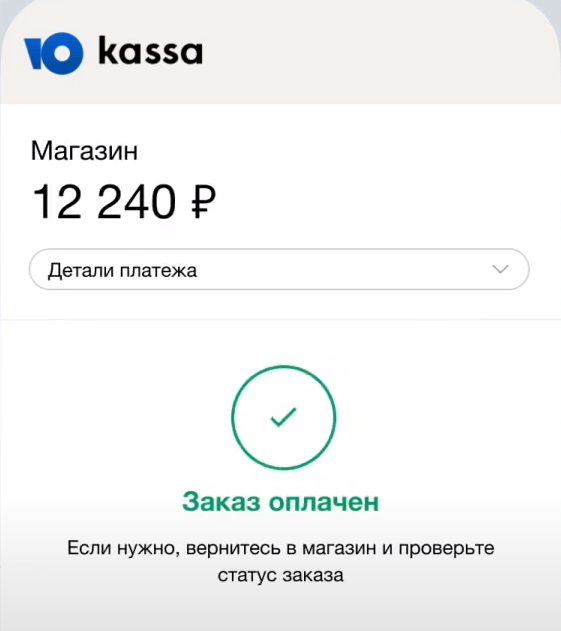 Ю kassa
Магазин
12 240 ₽
Детали платежа
Заказ оплачен
Если нужно, вернитесь в магазин и проверьте
статус заказа